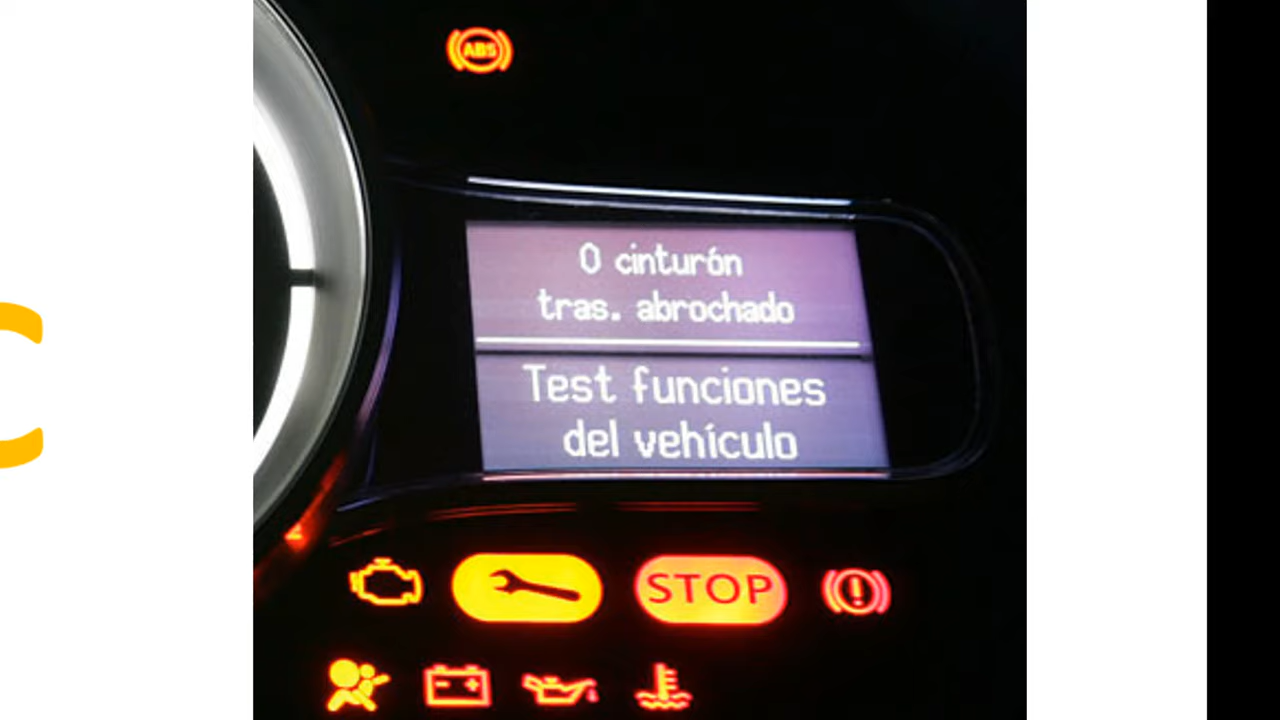 ABS
0 cinturón
tras. abrochado
Test funciones
del vehículo
STOP